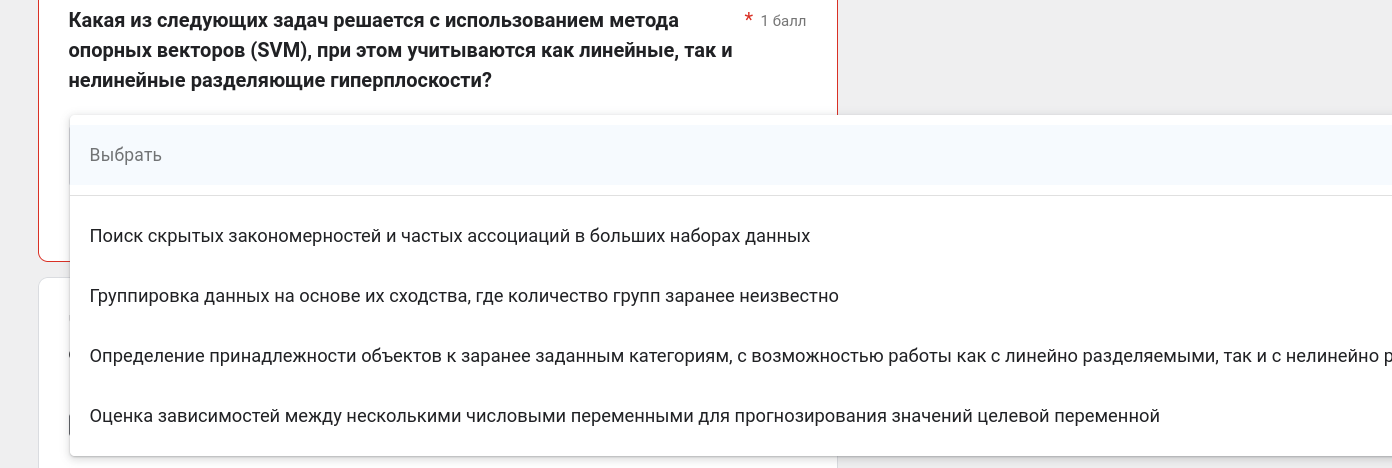 Какая из следующих задач решается с использованием метода
* 1 балл
опорных векторов (SVM), при этом учитываются как линейные, так и
нелинейные разделяющие гиперплоскости?
Выбрать
Поиск скрытых закономерностей и частых ассоциаций в больших наборах данных
Группировка данных на основе их сходства, где количество групп заранее неизвестно
Определение принадлежности объектов к заранее заданным категориям, с возможностью работы как с линейно разделяемыми, так и с нелинейно
Оценка зависимостей между несколькими числовыми переменными для прогнозирования значений целевой переменной